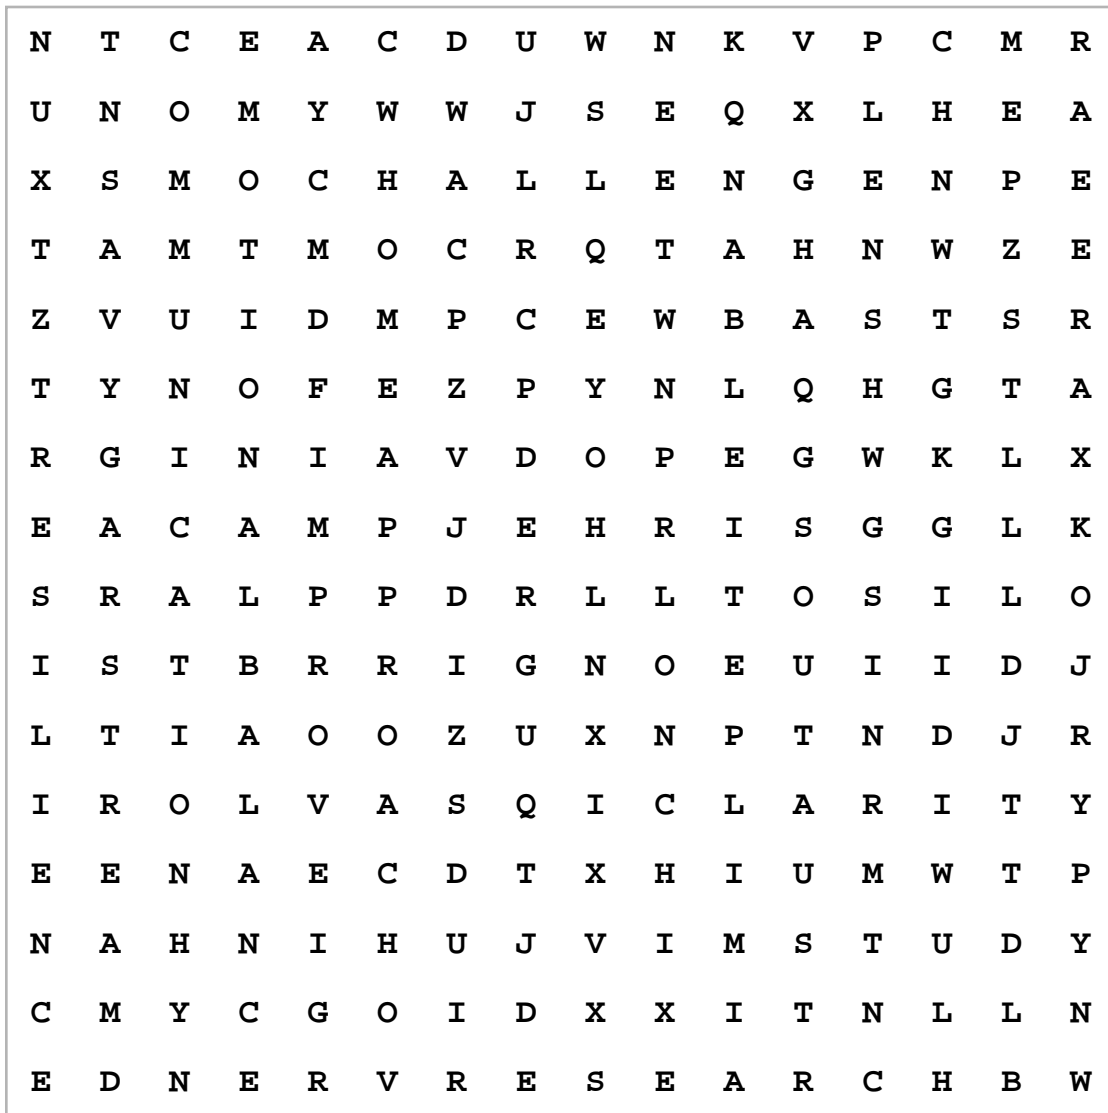 N T C E A C D U W N K V P C M R
U N O M Y W W J S E Q X L H E A
X S M O C H A L L E N G E N P E
T A M T M O C R Q T A H N W Z E
Z V U I D M P C E W B A S T S R
T Y N O F E Z P Y N L Q H G T A
R G I N I A V D O P E G W K L X
E A C A M P J E H R I S G G L K
S R A L P P D R L L T O S I L O
I S T B R R I G N O E U I I D J
L T I A O O Z U X N P T N D J R
I R O L V A S Q I C L A R I T Y
E E N A E C D T X H I U M W T P
N A H N I H U J V I M S T U D Y
C M Y C G O I D X X I T N L L N
E D N E R V R E S E A R C H B W